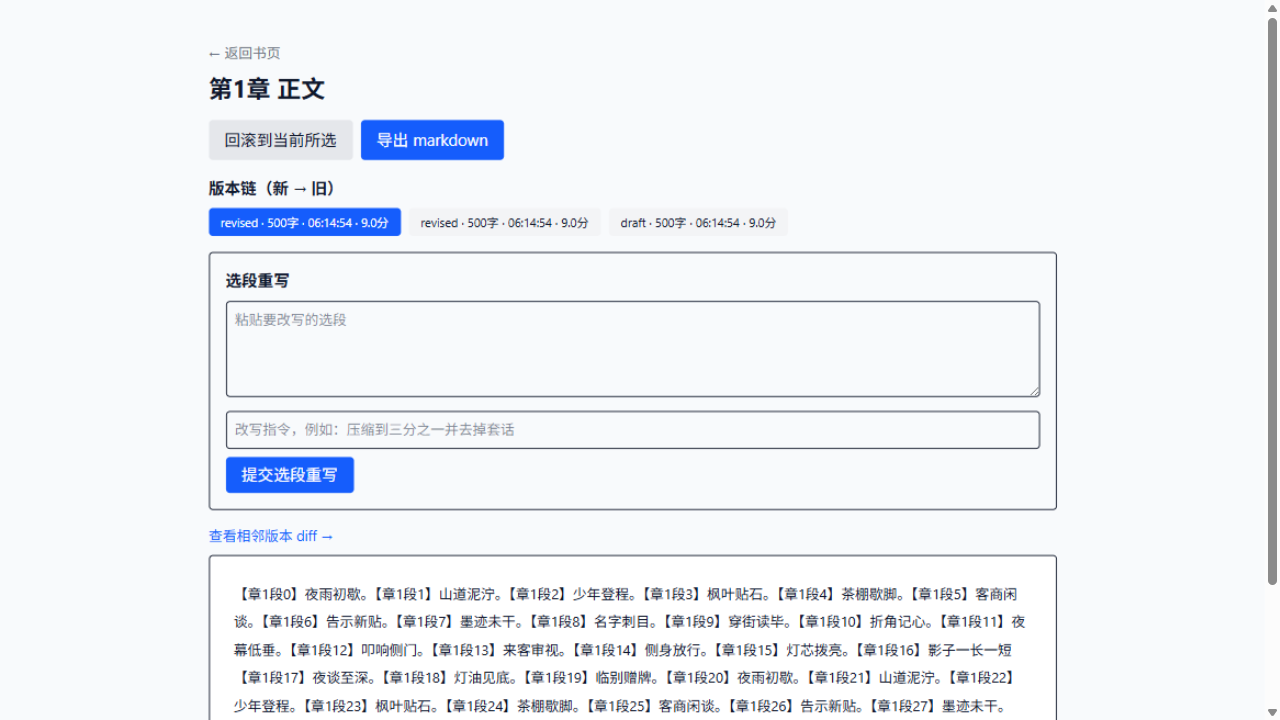 ← 返回书页
第1章 正文
回滚到当前所选 导出 markdown
版本链（新 → 旧）
revised · 500字 · 06:14:54 · 9.0分 revised · 500字 · 06:14:54 · 9.0分 draft · 500字 · 06:14:54 · 9.0分
选段重写
粘贴要改写的选段
改写指令，例如：压缩到三分之一并去掉套话
提交选段重写
查看相邻版本 diff →
【章1段0】夜雨初歇。【章1段1】山道泥泞。【章1段2】少年登程。【章1段3】枫叶贴石。【章1段4】茶棚歇脚。【章1段5】客商闲
谈。【章1段6】告示新贴。【章1段7】墨迹未干。【章1段8】名字刺目。【章1段9】穿街读毕。【章1段10】折角记心。【章1段11】夜
幕低垂。【章1段12】叩响侧门。【章1段13】来客审视。【章1段14】侧身放行。【章1段15】灯芯拨亮。【章1段16】影子一长一短
【章1段17】夜谈至深。【章1段18】灯油见底。【章1段19】临别赠牌。【章1段20】夜雨初歇。【章1段21】山道泥泞。【章1段22】
少年登程。【章1段23】枫叶贴石。【章1段24】茶棚歇脚。【章1段25】客商闲谈。【章1段26】告示新贴。【章1段27】墨迹未干。